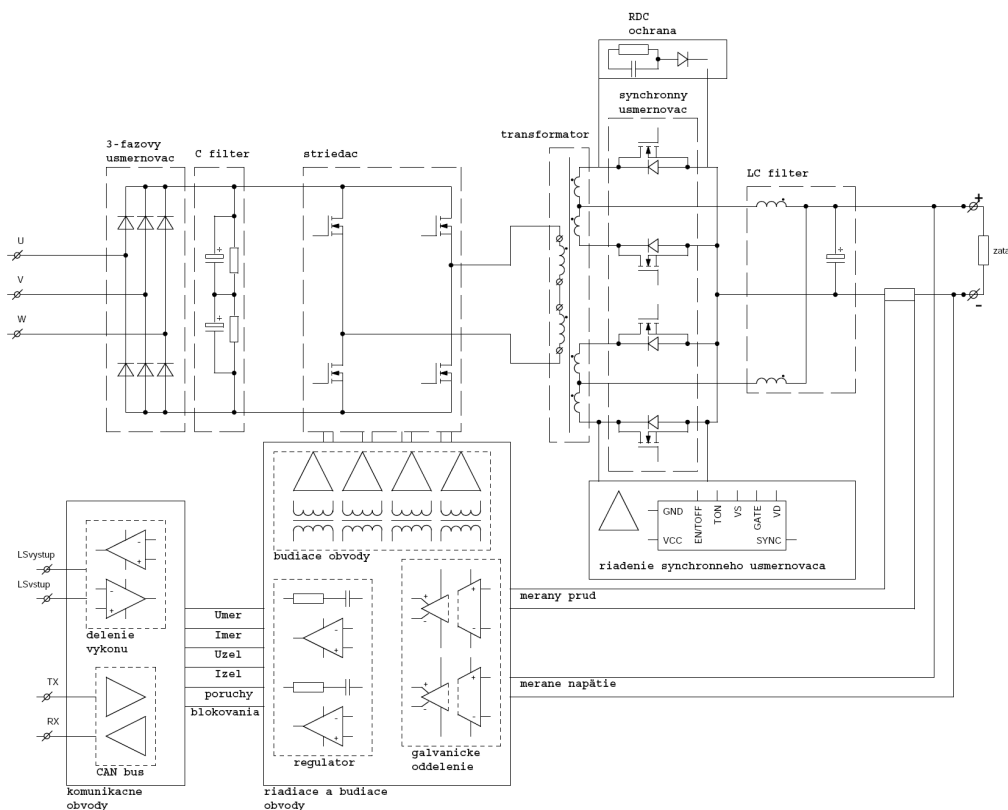 RDC
ochrana
synchronny
usmernovac
transformator
3-fazovy
usmernovac
C filter
striedac
LC filter
+
-
zata
U
V
W
+
+
+
GND
VCC
EN/TOFF
TON
VS
GATE
VD
SYNC
riadenie synchronneho usmernovaca
budiace obvody
LSvystup
LSvstup
delenie
vykonu
TX
RX
CAN bus
komunikacne
obvody
Umer
Imer
Uzel
Izel
poruchy
blokovania
regulator
galvanicke
oddelenie
riadiace a budiace
obvody
merany prud
merane napätie